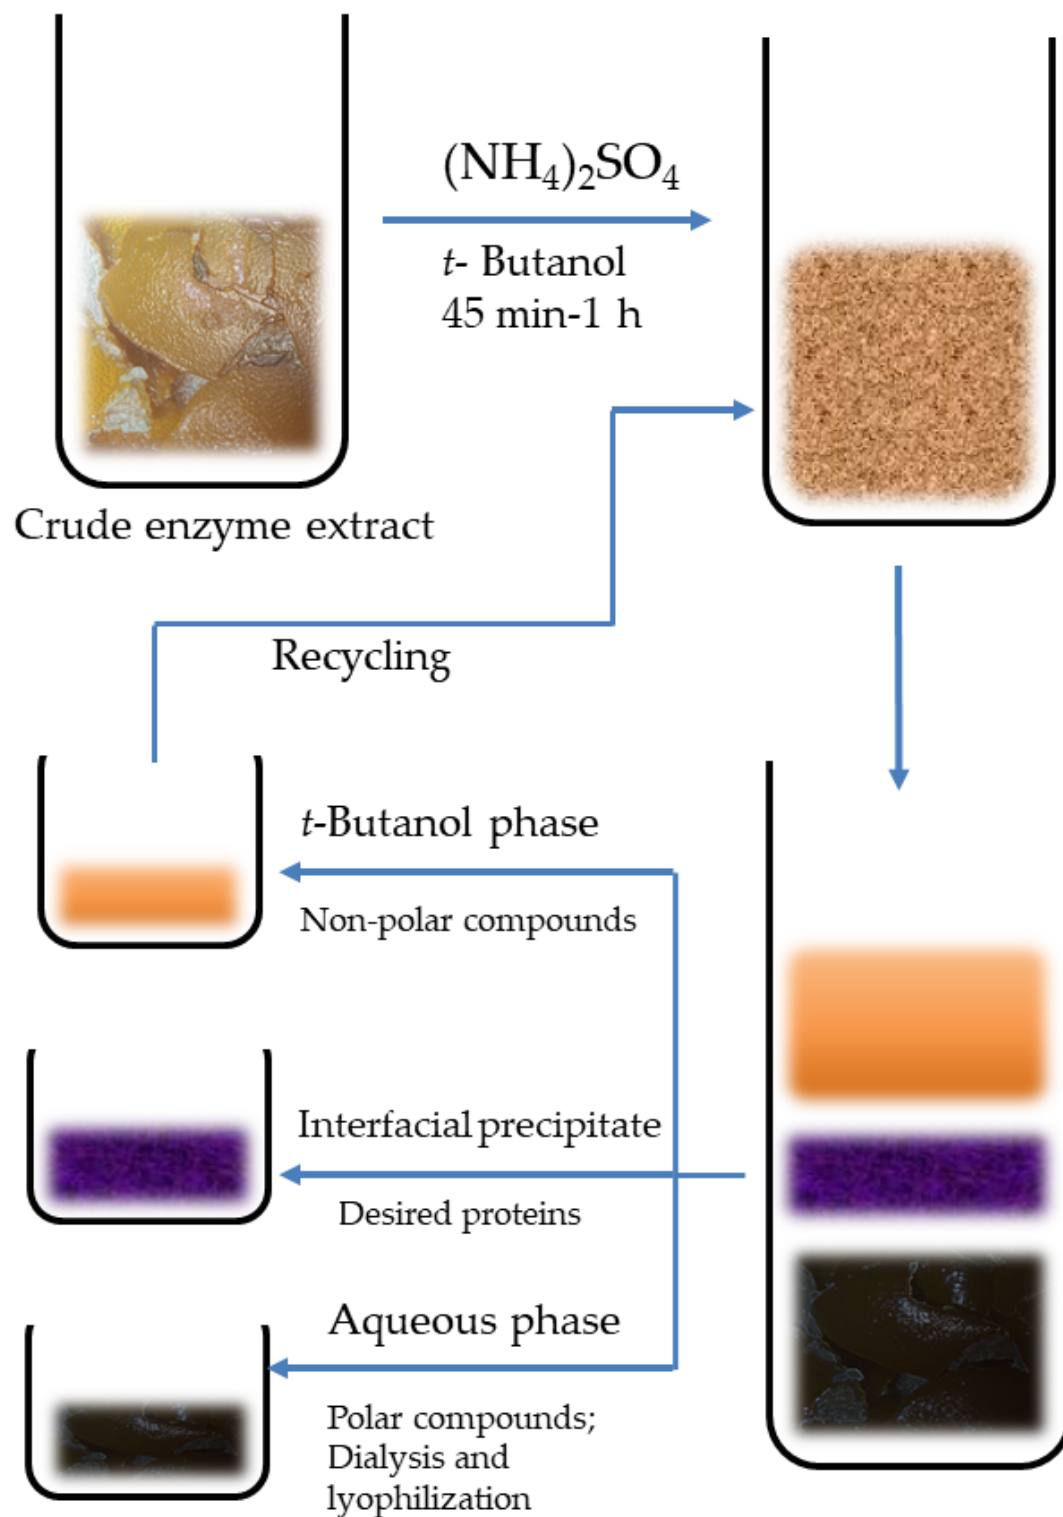 (NH₄)₂SO₄
t- Butanol
45 min-1 h
Crude enzyme extract
Recycling
t-Butanol phase
Non-polar compounds
Interfacial precipitate
Desired proteins
Aqueous phase
Polar compounds;
Dialysis and
lyophilization